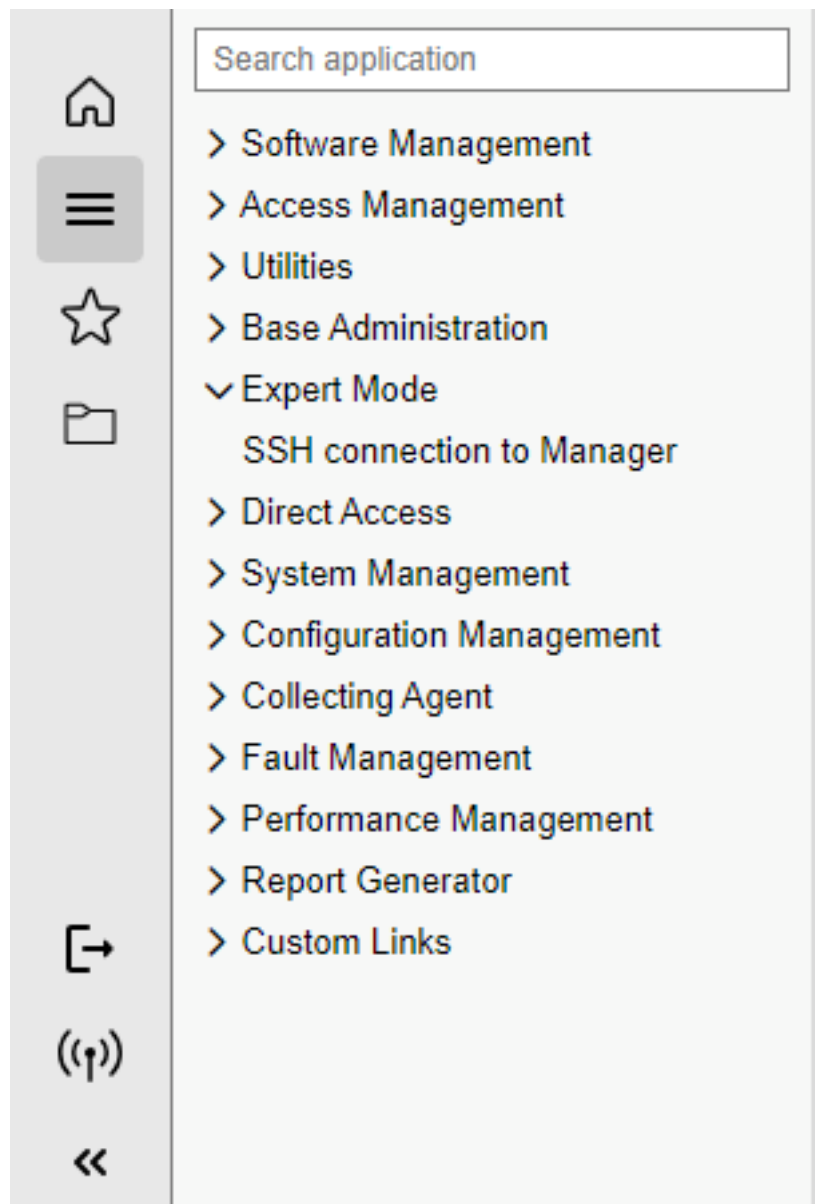 Search application
Software Management
Access Management
Utilities
Base Administration
Expert Mode
SSH connection to Manager
Direct Access
System Management
Configuration Management
Collecting Agent
Fault Management
Performance Management
Report Generator
Custom Links